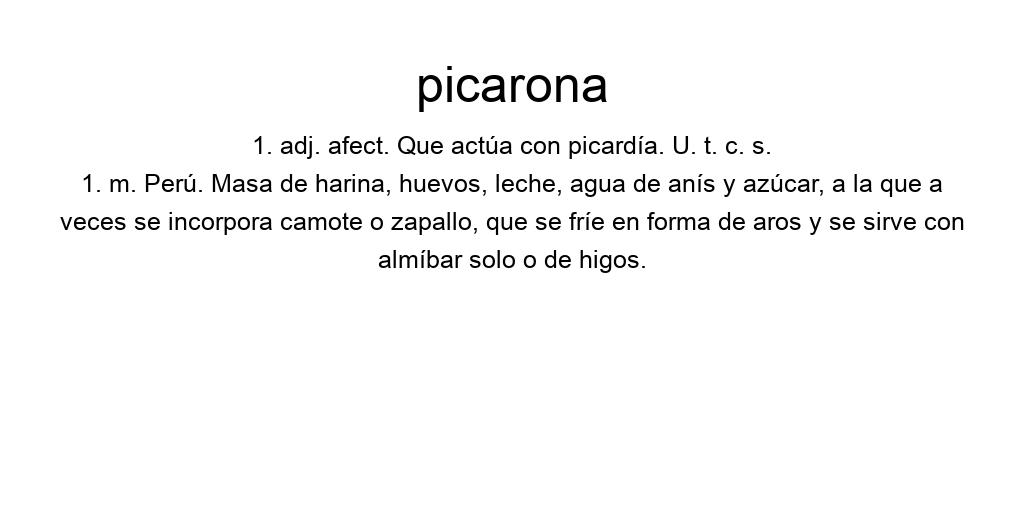 picarona
1. adj. afect. Que actúa con picardía. U. t. c. s.
1. m. Perú. Masa de harina, huevos, leche, agua de anís y azúcar, a la que a
veces se incorpora camote o zapallo, que se fríe en forma de aros y se sirve con
almíbar solo o de higos.